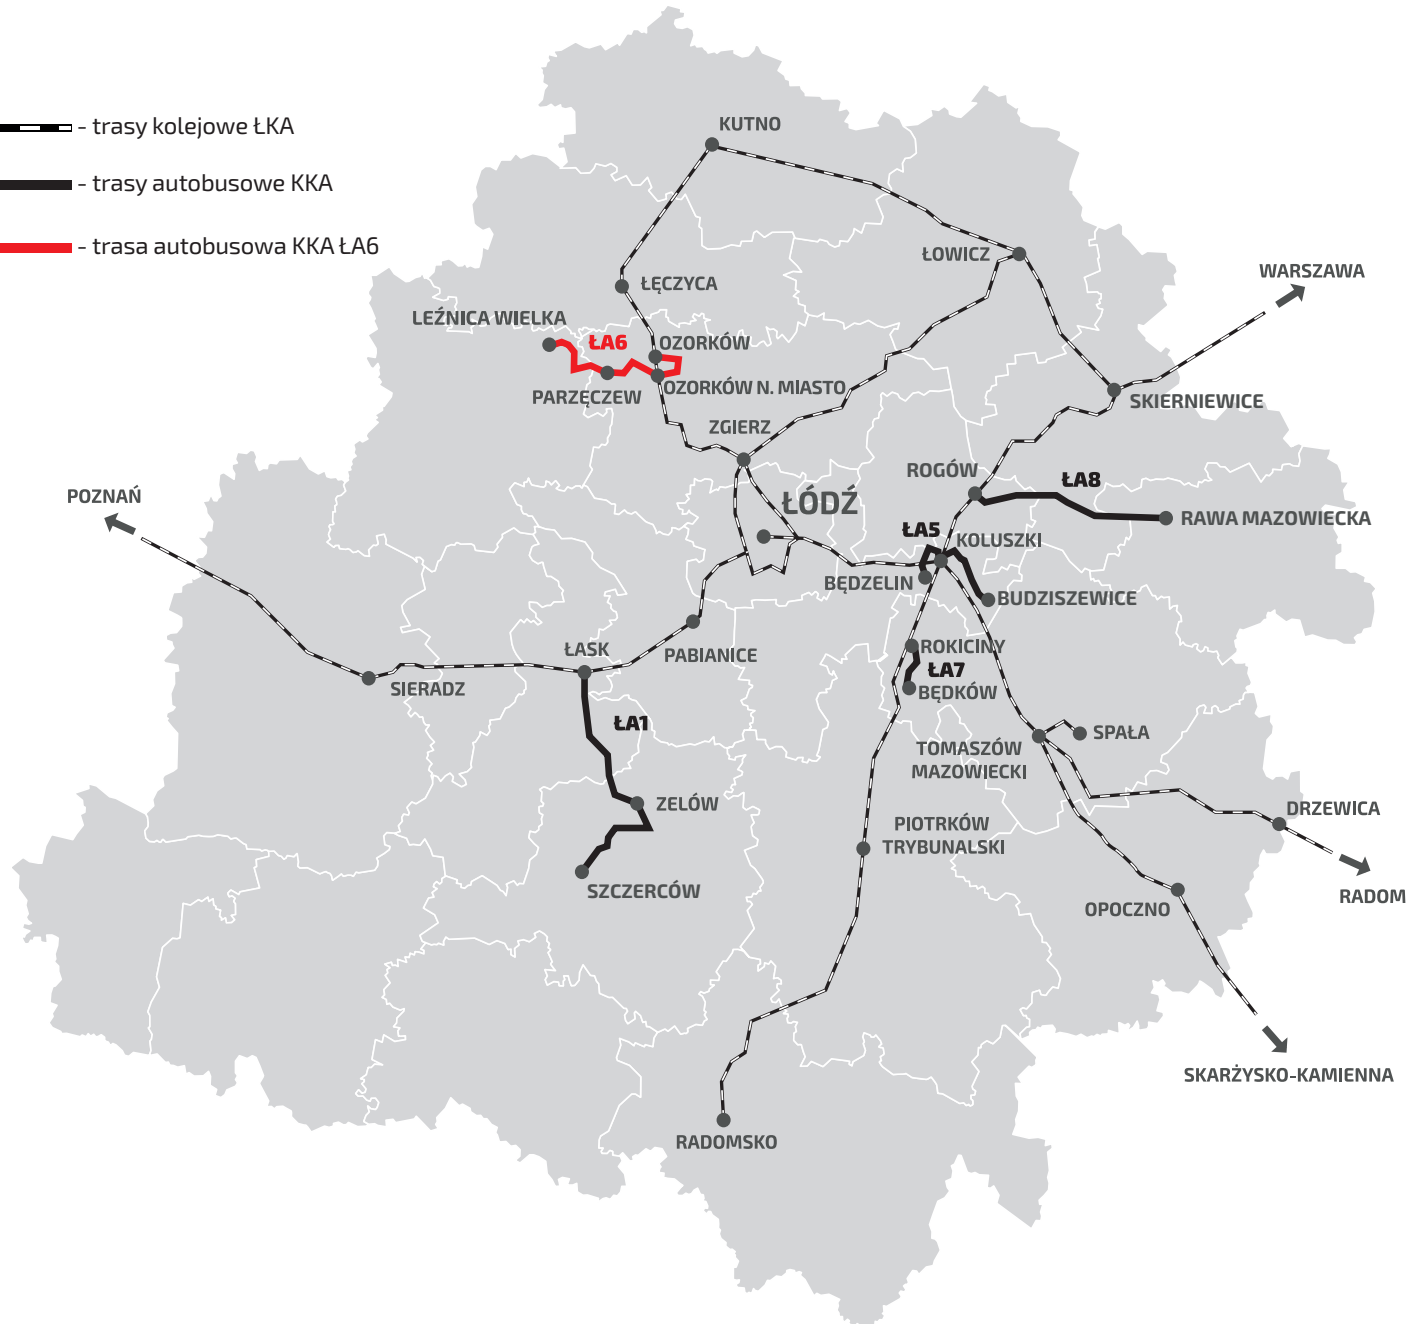 - trasy kolejowe ŁKA
- trasy autobusowe KKA
- trasa autobusowa KKA ŁA6
KUTNO
ŁOWICZ
WARSZAWA
ŁĘCZYCA
LEŹNICA WIELKA
ŁA6
OZORKÓW
OZORKÓW N. MIASTO
PARZĘCZEW
SKIERNIEWICE
ZGIERZ
ROGÓW
ŁA8
POZNAŃ
ŁÓDŹ
RAWA MAZOWIECKA
ŁA5
KOLUSZKI
BĘDZELIN
BUDZISZEWICE
ŁASK
PABIANICE
ROKICINY
ŁA7
SIERADZ
BĘDKÓW
ŁA1
SPAŁA
TOMASZÓW
MAZOWIECKI
ZELÓW
DRZEWICA
PIOTRKÓW
TRYBUNALSKI
SZCZERCÓW
RADOM
OPOCZNO
SKARŻYSKO-KAMIENNA
RADOMSKO